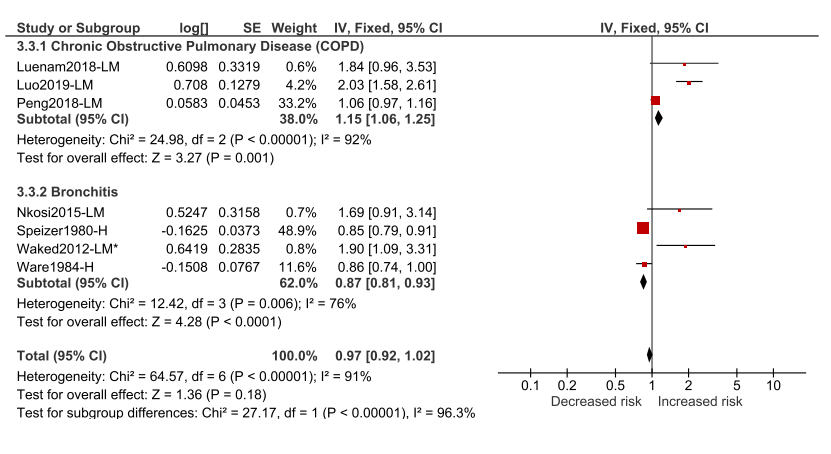 Study or Subgroup log[] SE Weight IV, Fixed, 95% CI IV, Fixed, 95% CI
3.3.1 Chronic Obstructive Pulmonary Disease (COPD)
Luenam2018-LM 0.6098 0.3319 0.6% 1.84 [0.96, 3.53]
Luo2019-LM 0.708 0.1279 4.2% 2.03 [1.58, 2.61]
Peng2018-LM 0.0583 0.0453 33.2% 1.06 [0.97, 1.16]
Subtotal (95% CI) 38.0% 1.15 [1.06, 1.25]
Heterogeneity: Chi² = 24.98, df = 2 (P < 0.00001); I² = 92%
Test for overall effect: Z = 3.27 (P = 0.001)
3.3.2 Bronchitis
Nkosi2015-LM 0.5247 0.3158 0.7% 1.69 [0.91, 3.14]
Speizer1980-H -0.1625 0.0373 48.9% 0.85 [0.79, 0.91]
Waked2012-LM* 0.6419 0.2835 0.8% 1.90 [1.09, 3.31]
Ware1984-H -0.1508 0.0767 11.6% 0.86 [0.74, 1.00]
Subtotal (95% CI) 62.0% 0.87 [0.81, 0.93]
Heterogeneity: Chi² = 12.42, df = 3 (P = 0.006); I² = 76%
Test for overall effect: Z = 4.28 (P < 0.0001)
Total (95% CI) 100.0% 0.97 [0.92, 1.02]
Heterogeneity: Chi² = 64.57, df = 6 (P < 0.00001); I² = 91%
Test for overall effect: Z = 1.36 (P = 0.18)
Test for subgroup differences: Chi² = 27.17, df = 1 (P < 0.00001), I² = 96.3%
0.1 0.2 0.5 1 2 5 10
Decreased risk Increased risk